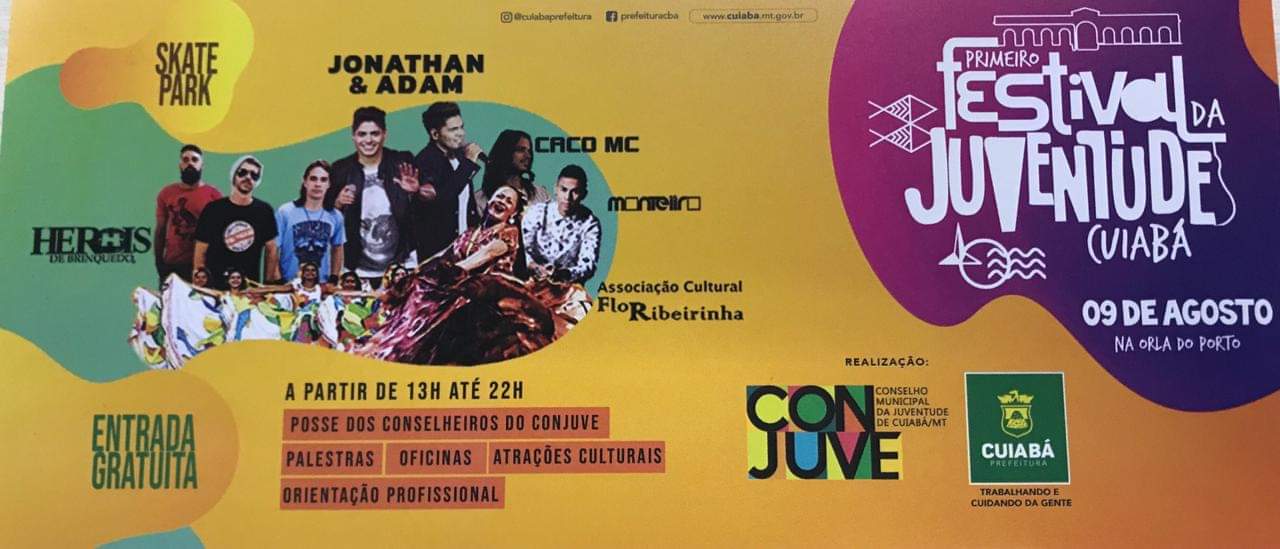 @cuiabaprefeitura prefeituracba www.cuiaba.mt.gov.br
SKATE
PARK
JONATHAN
& ADAM
CACO MC
MONTEIRO
HEROIS
DE BRINQUEDO
Associação Cultural
Flor Ribeirinha
PRIMEIRO
FESTIVAL DA
JUVENTUDE
CUIABÁ
09 DE AGOSTO
NA ORLA DO PORTO
ENTRADA
GRATUITA
A PARTIR DE 13H ATÉ 22H
POSSE DOS CONSELHEIROS DO CONJUVE
PALESTRAS OFICINAS ATRAÇÕES CULTURAIS
ORIENTAÇÃO PROFISSIONAL
REALIZAÇÃO:
CON
JUVE
CONSELHO
MUNICIPAL
DA JUVENTUDE
DE CUIABÁ/MT
CUIABÁ
PREFEITURA
TRABALHANDO E
CUIDANDO DA GENTE